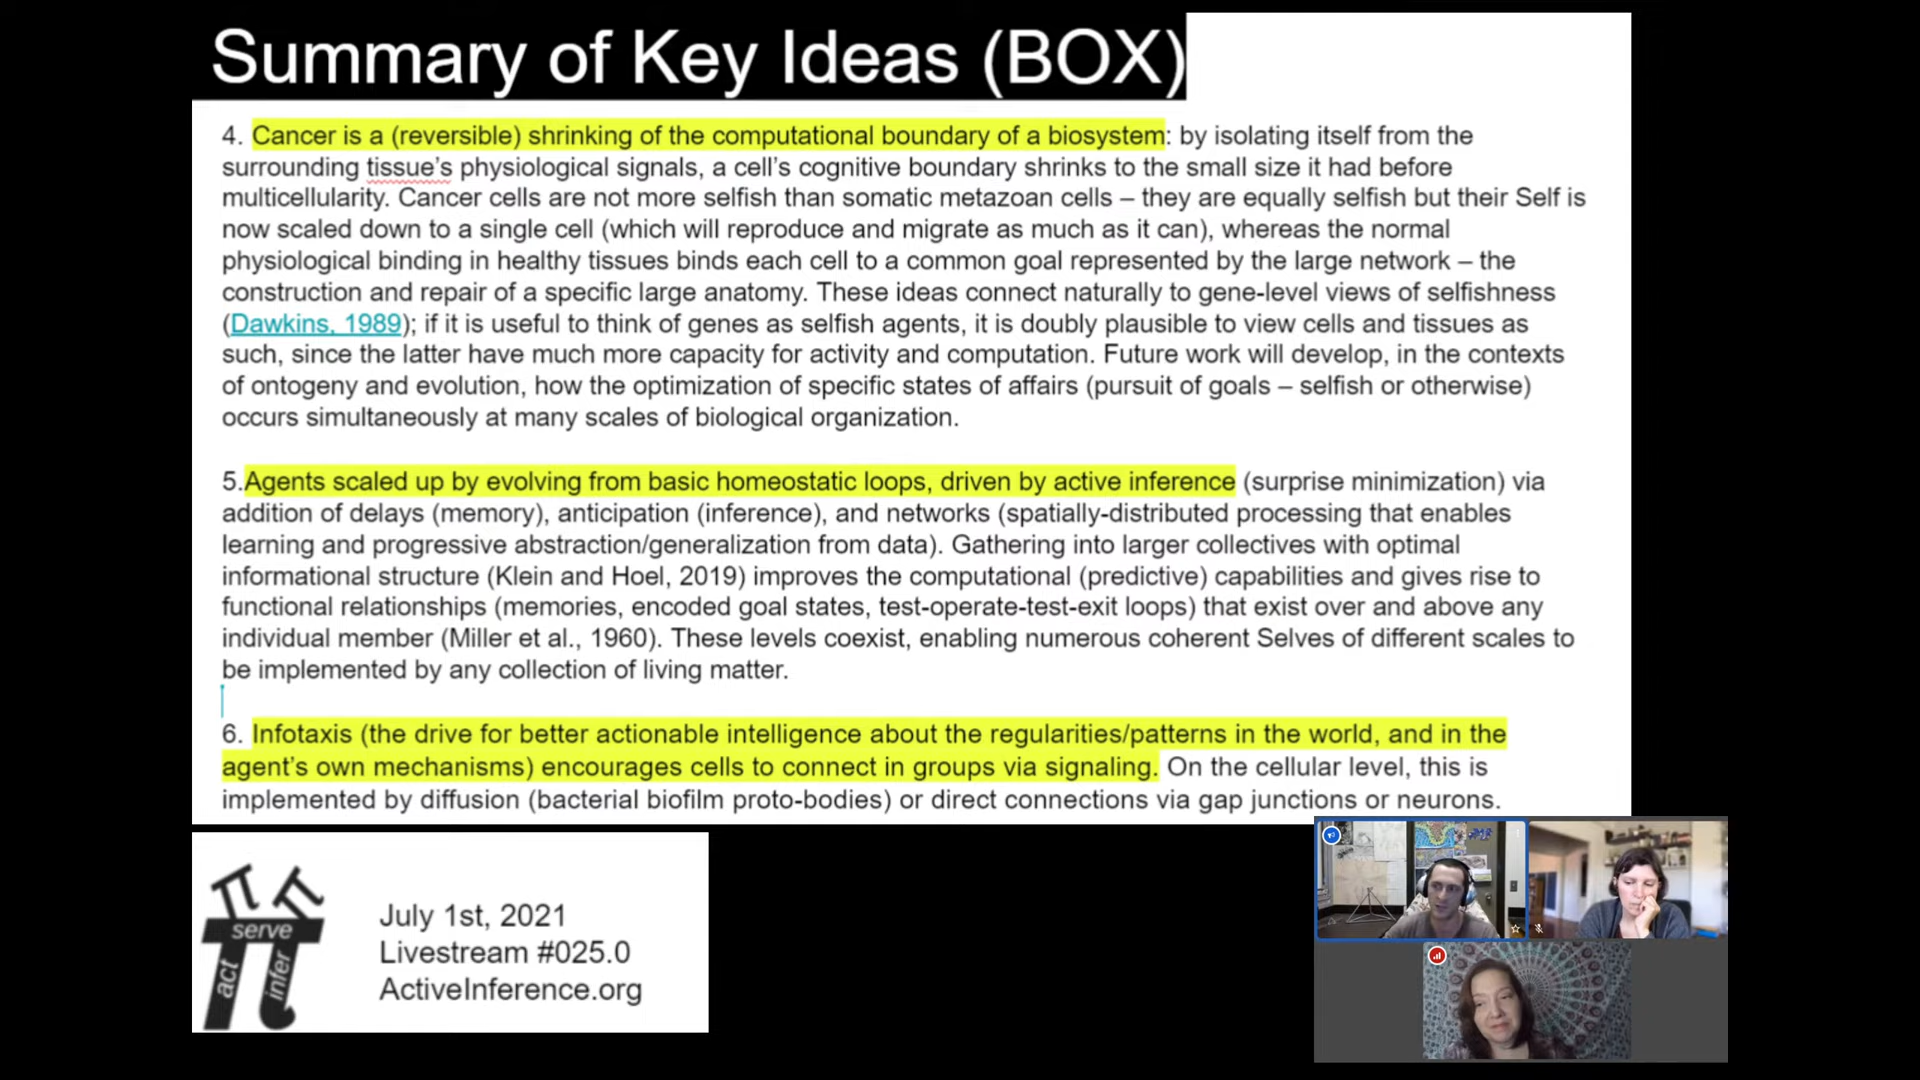 Summary of Key Ideas (BOX)
4. Cancer is a (reversible) shrinking of the computational boundary of a biosystem: by isolating itself from the
surrounding tissue's physiological signals, a cell's cognitive boundary shrinks to the small size it had before
multicellularity. Cancer cells are not more selfish than somatic metazoan cells – they are equally selfish but their Self is
now scaled down to a single cell (which will reproduce and migrate as much as it can), whereas the normal
physiological binding in healthy tissues binds each cell to a common goal represented by the large network – the
construction and repair of a specific large anatomy. These ideas connect naturally to gene-level views of selfishness
(Dawkins, 1989); if it is useful to think of genes as selfish agents, it is doubly plausible to view cells and tissues as
such, since the latter have much more capacity for activity and computation. Future work will develop, in the contexts
of ontogeny and evolution, how the optimization of specific states of affairs (pursuit of goals – selfish or otherwise)
occurs simultaneously at many scales of biological organization.
5.Agents scaled up by evolving from basic homeostatic loops, driven by active inference (surprise minimization) via
addition of delays (memory), anticipation (inference), and networks (spatially-distributed processing that enables
learning and progressive abstraction/generalization from data). Gathering into larger collectives with optimal
informational structure (Klein and Hoel, 2019) improves the computational (predictive) capabilities and gives rise to
functional relationships (memories, encoded goal states, test-operate-test-exit loops) that exist over and above any
individual member (Miller et al., 1960). These levels coexist, enabling numerous coherent Selves of different scales to
be implemented by any collection of living matter.
6. Infotaxis (the drive for better actionable intelligence about the regularities/patterns in the world, and in the
agent's own mechanisms) encourages cells to connect in groups via signaling. On the cellular level, this is
implemented by diffusion (bacterial biofilm proto-bodies) or direct connections via gap junctions or neurons.
serve
act
infer
July 1st, 2021
Livestream #025.0
ActiveInference.org